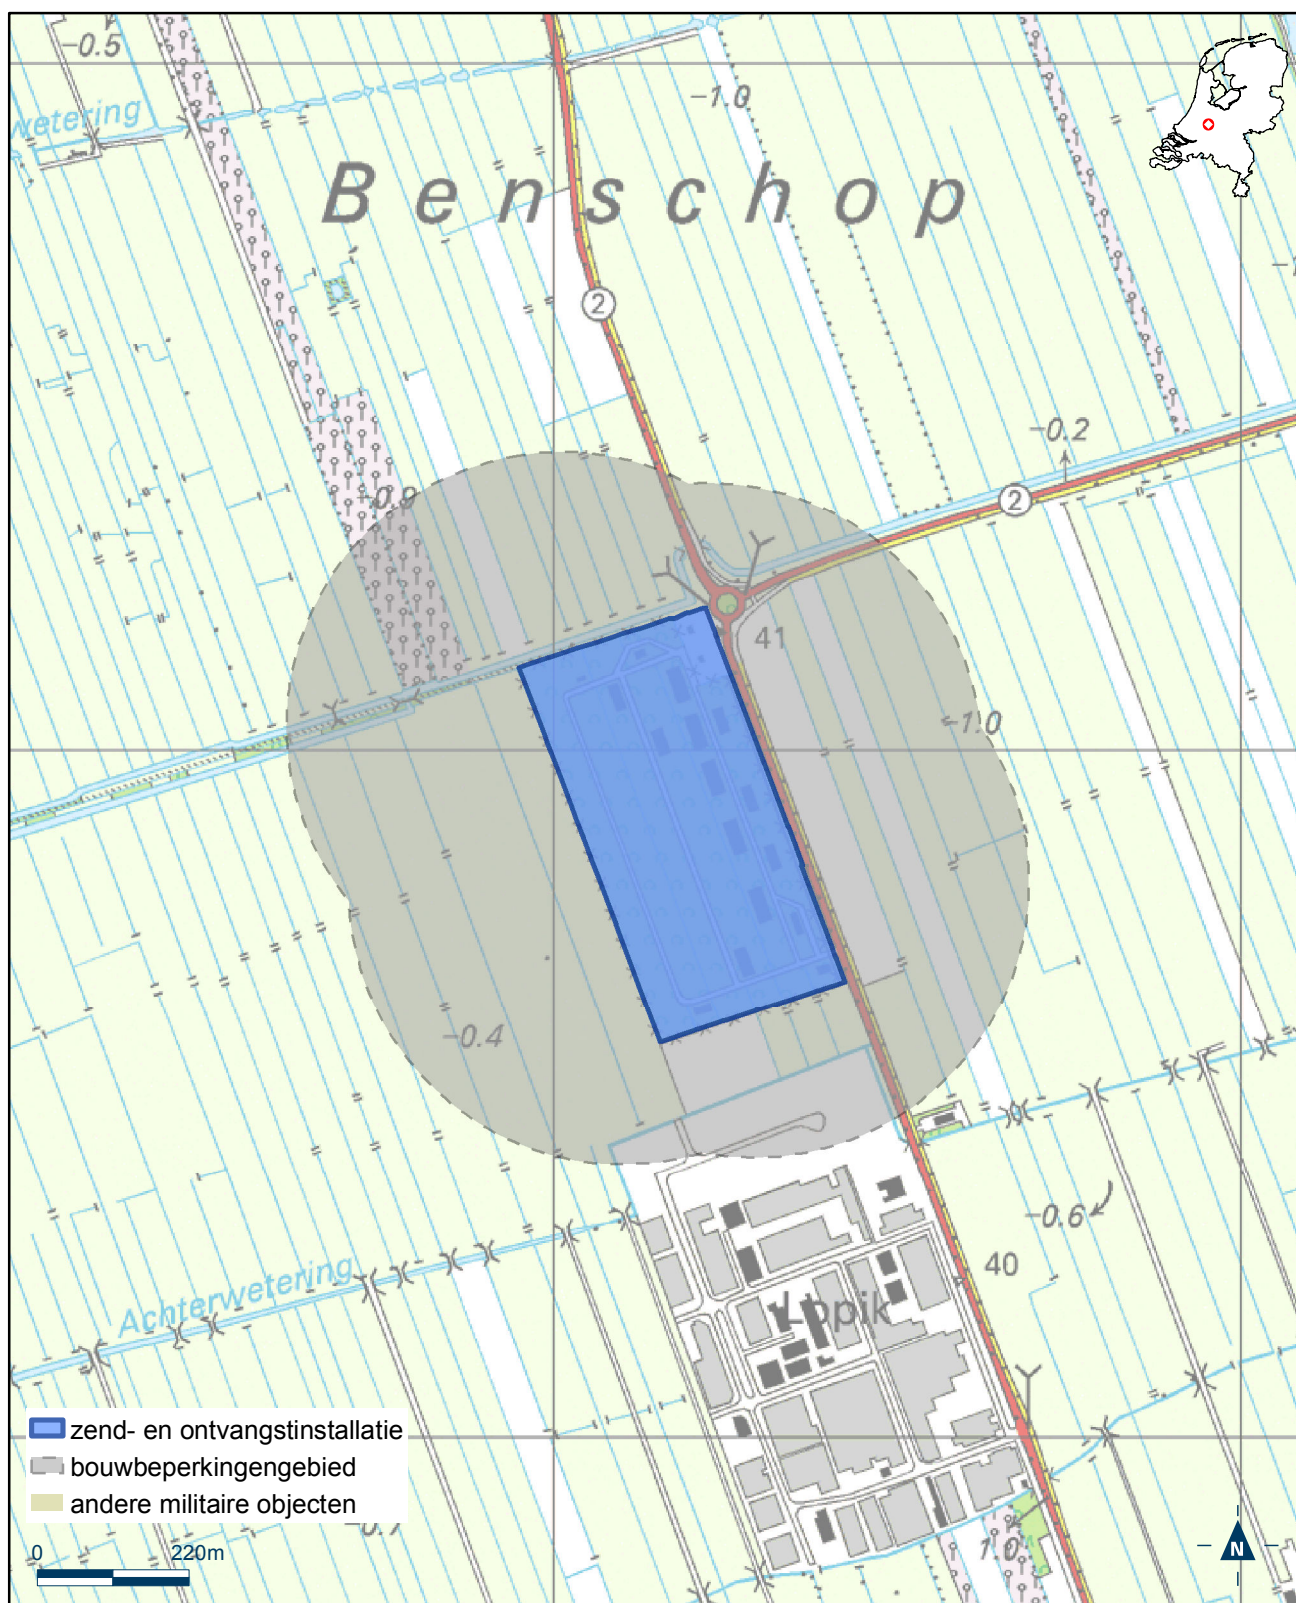 -0.5
wetering
-1.0
Benschop
2
-0.2
2
-0.9
41
-1.0
-0.4
-0.6
40
Achterwetering
Lopik
zend- en ontvangstinstallatie
bouwbeperkingengebied
andere militaire objecten
0 220m
1.0
N